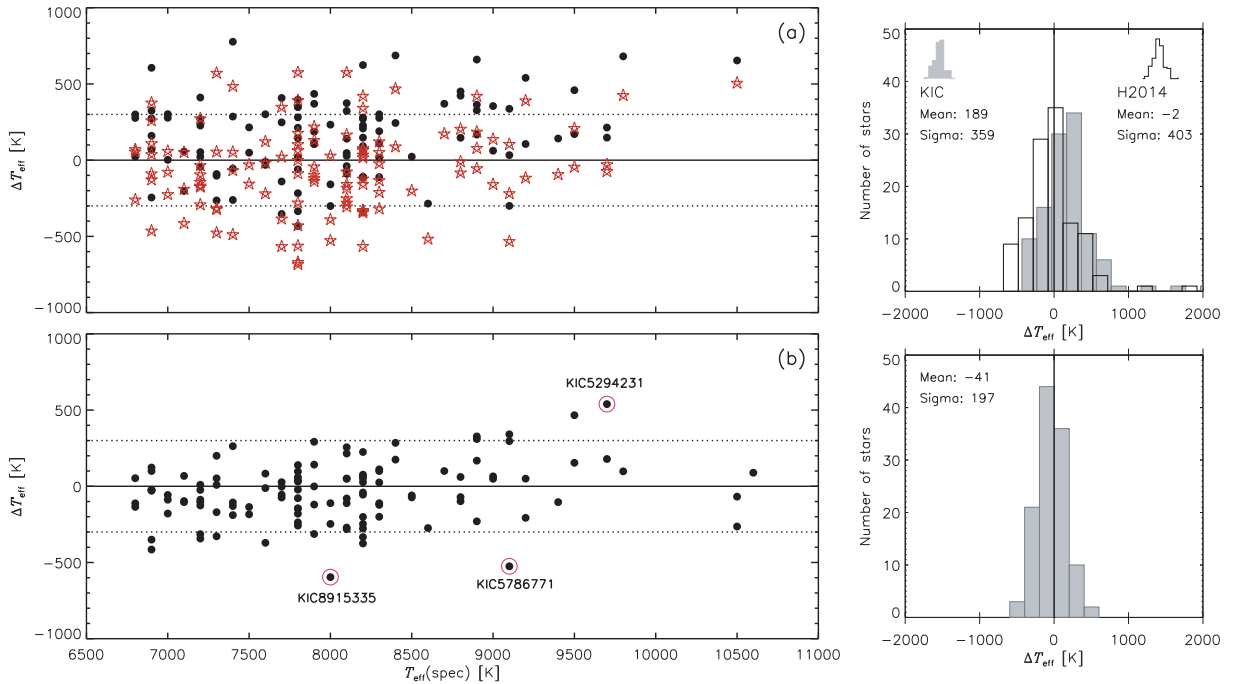 (a)
1000
500
0
−500
−1000
ΔTeff [K]
KIC
Mean: 189
Sigma: 359
H2014
Mean: −2
Sigma: 403
50
40
30
20
10
0
Number of stars
−2000 −1000 0 1000 2000
ΔTeff [K]
(b)
1000
500
0
−500
−1000
ΔTeff [K]
KIC5294231
KIC8915335
KIC5786771
6500 7000 7500 8000 8500 9000 9500 10000 10500 11000
Teff(spec) [K]
Mean: −41
Sigma: 197
50
40
30
20
10
0
Number of stars
−2000 −1000 0 1000 2000
ΔTeff [K]